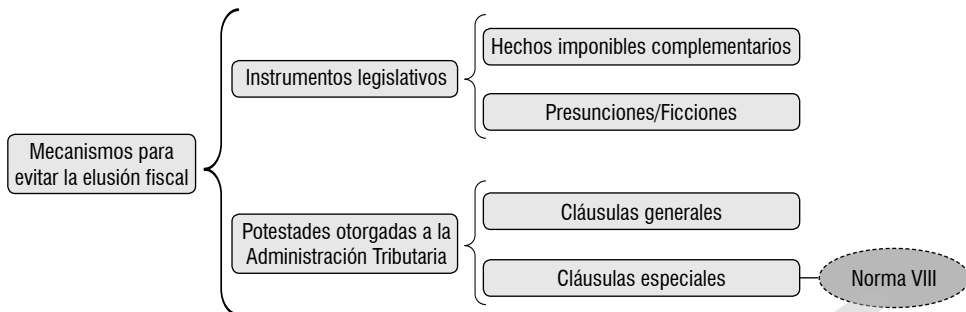 Mecanismos para
evitar la elusión fiscal
Instrumentos legislativos
Hechos imponibles complementarios
Presunciones/Ficciones
Potestades otorgadas a la
Administración Tributaria
Cláusulas generales
Cláusulas especiales
Norma VIII